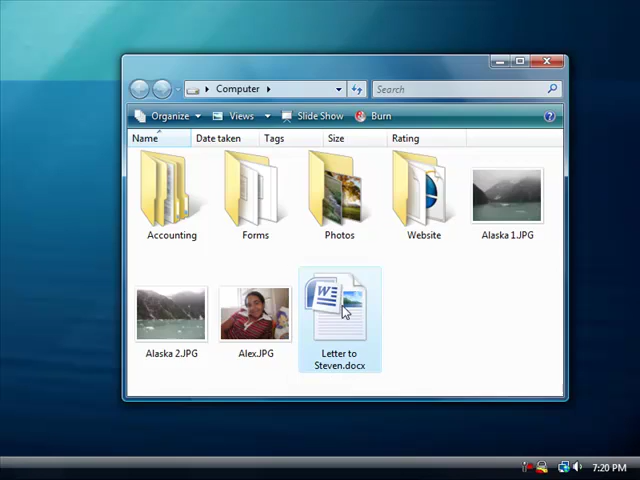 Computer
Search
Organize Views Slide Show Burn ?
Name Date taken Tags Size Rating
Accounting Forms Photos Website Alaska 1.JPG
W
Alaska 2.JPG Alex.JPG Letter to
Steven.docx
7:20 PM